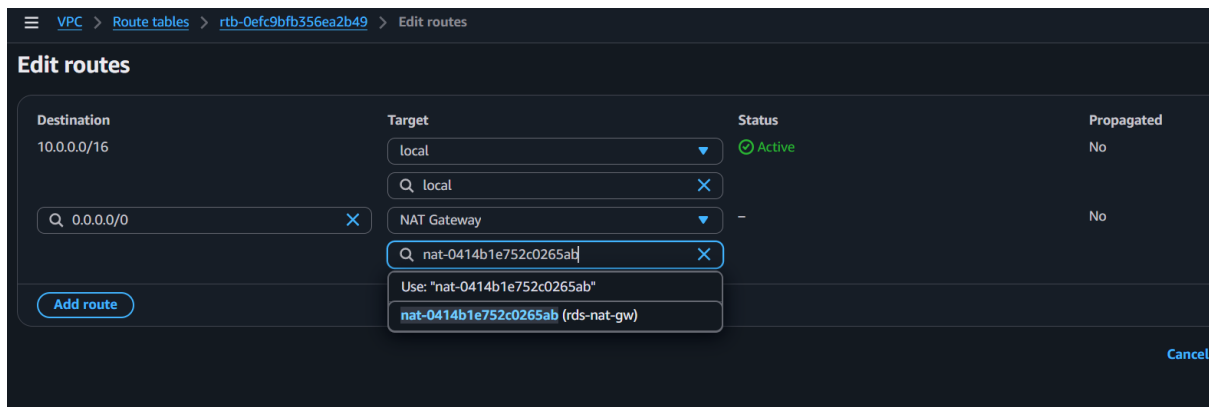 VPC > Route tables > rtb-0efc9bfb356ea2b49 > Edit routes
Edit routes
Destination Target Status Propagated
10.0.0.0/16 local Active No
local
0.0.0.0/0 NAT Gateway – No
nat-0414b1e752c0265ab
Use: "nat-0414b1e752c0265ab"
Add route
nat-0414b1e752c0265ab (rds-nat-gw)
Cancel